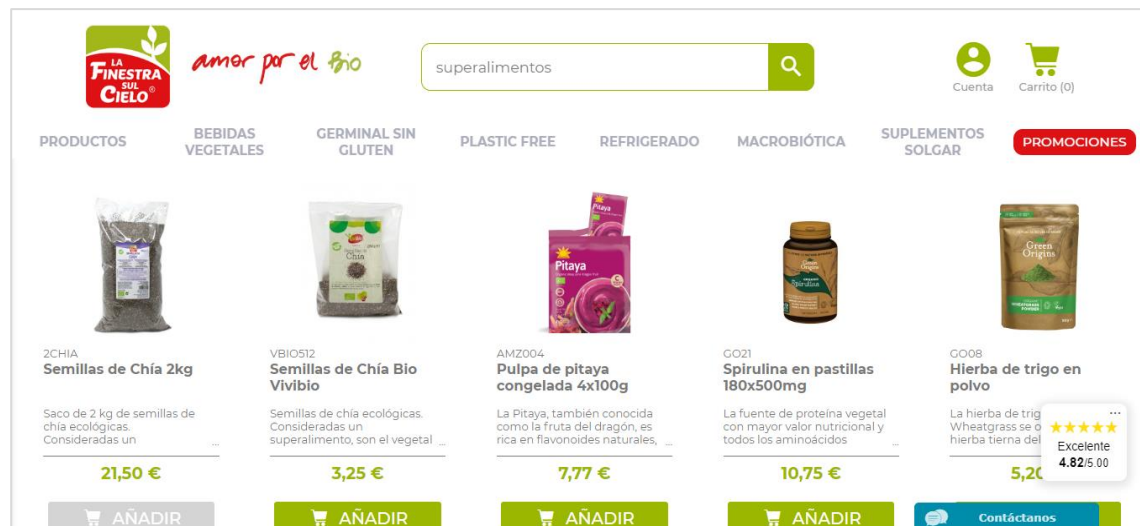 LA
FINESTRA
SUL
CIELO®
amor por el Bio
superalimentos
Cuenta
Carrito (0)
PRODUCTOS
BEBIDAS
VEGETALES
GERMINAL SIN
GLUTEN
PLASTIC FREE
REFRIGERADO
MACROBIÓTICA
SUPLEMENTOS
SOLGAR
PROMOCIONES
Chia
Pitaya
Pitaya
Green
Origins
Spirulina
Green
Origins
2CHIA
Semillas de Chía 2kg
Saco de 2 kg de semillas de
chía ecológicas.
Consideradas un ...
21,50 €
AÑADIR
VBIO512
Semillas de Chía Bio
Vivibio
Semillas de chía ecológicas.
Consideradas un
superalimento, son el vegetal ...
3,25 €
AÑADIR
AMZ004
Pulpa de pitaya
congelada 4x100g
La Pitaya, también conocida
como la fruta del dragón, es
rica en flavonoides naturales, ...
7,77 €
AÑADIR
GO21
Spirulina en pastillas
180x500mg
La fuente de proteína vegetal
con mayor valor nutricional y
todos los aminoácidos ...
10,75 €
AÑADIR
GO08
Hierba de trigo en
polvo
La hierba de trig
Wheatgrass se o
hierba tierna del
5,20
...
Excelente
4.82/5.00
Contáctanos